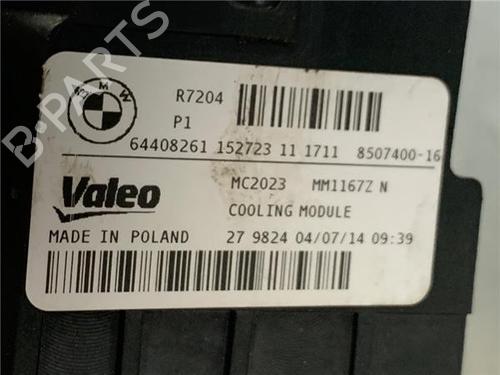 BMW
R7204
P1
64408261 152723 11 1711 8507400-16
Valeo
MC2023 MM1167Z N
COOLING MODULE
MADE IN POLAND 27 9824 04/07/14 09:39
B-PARTS